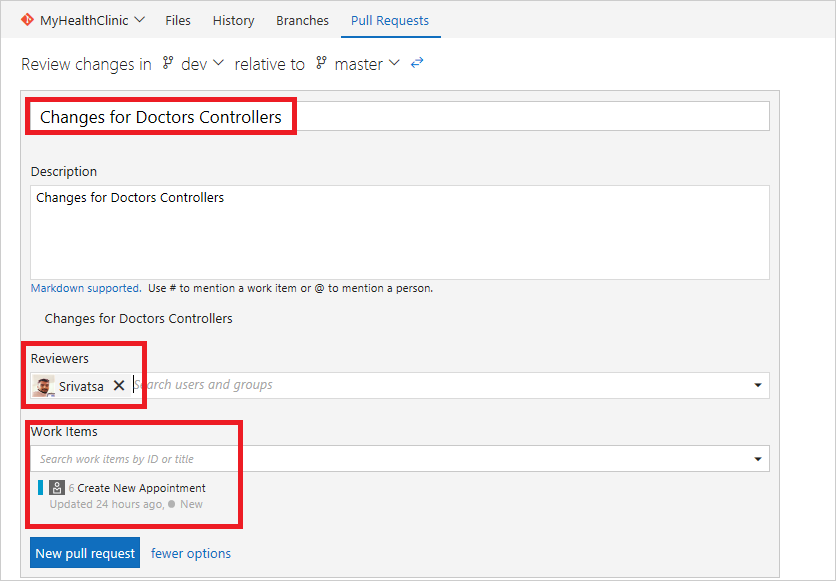 MyHealthClinic Files History Branches Pull Requests
Review changes in dev relative to master
Changes for Doctors Controllers
Description
Changes for Doctors Controllers
Markdown supported. Use # to mention a work item or @ to mention a person.
Changes for Doctors Controllers
Reviewers
Srivatsa Search users and groups
Work Items
Search work items by ID or title
6 Create New Appointment
Updated 24 hours ago, New
New pull request fewer options